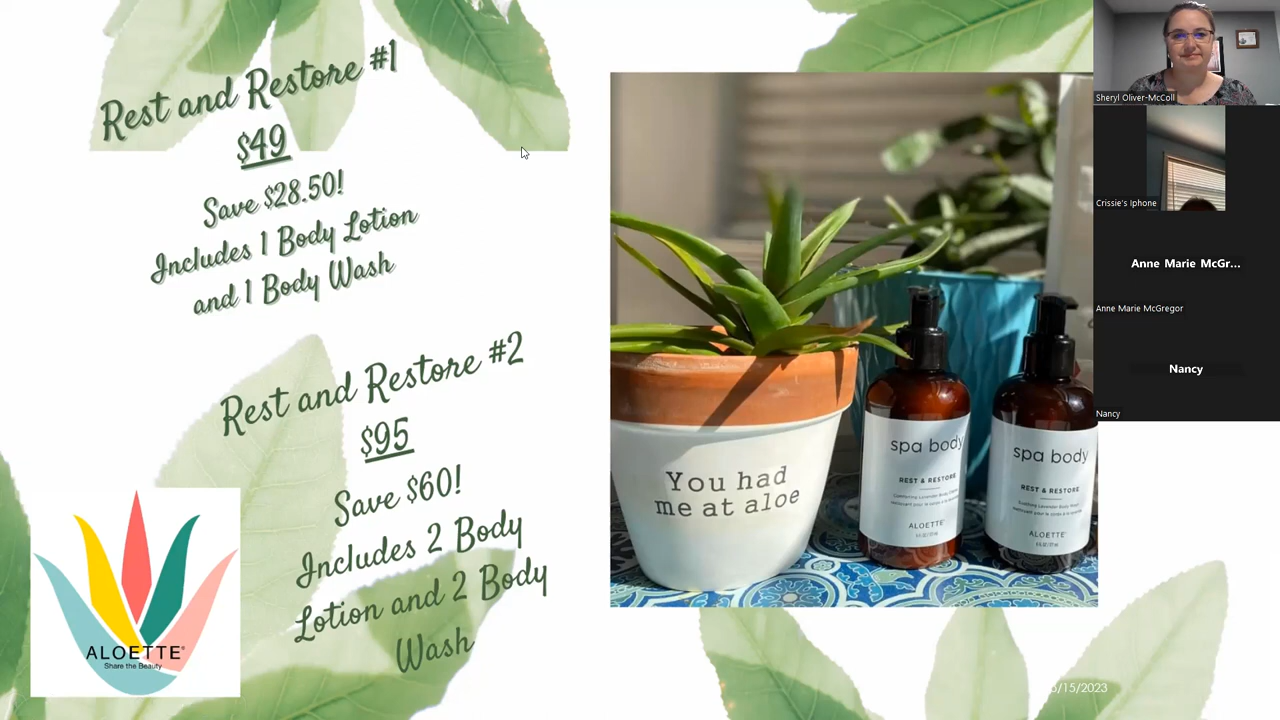 Rest and Restore #1
$49
Save $28.50!
Includes 1 Body Lotion
and 1 Body Wash
Rest and Restore #2
$95
Save $60!
Includes 2 Body
Lotion and 2 Body
Wash
ALOETTE
Share the Beauty
You had
me at aloe
spa body
REST & RESTORE
ALOETTE
spa body
REST & RESTORE
ALOETTE
/15/2023
Sheryl Oliver-McColl
Crissie's Iphone
Anne Marie McGr...
Anne Marie McGregor
Nancy
Nancy